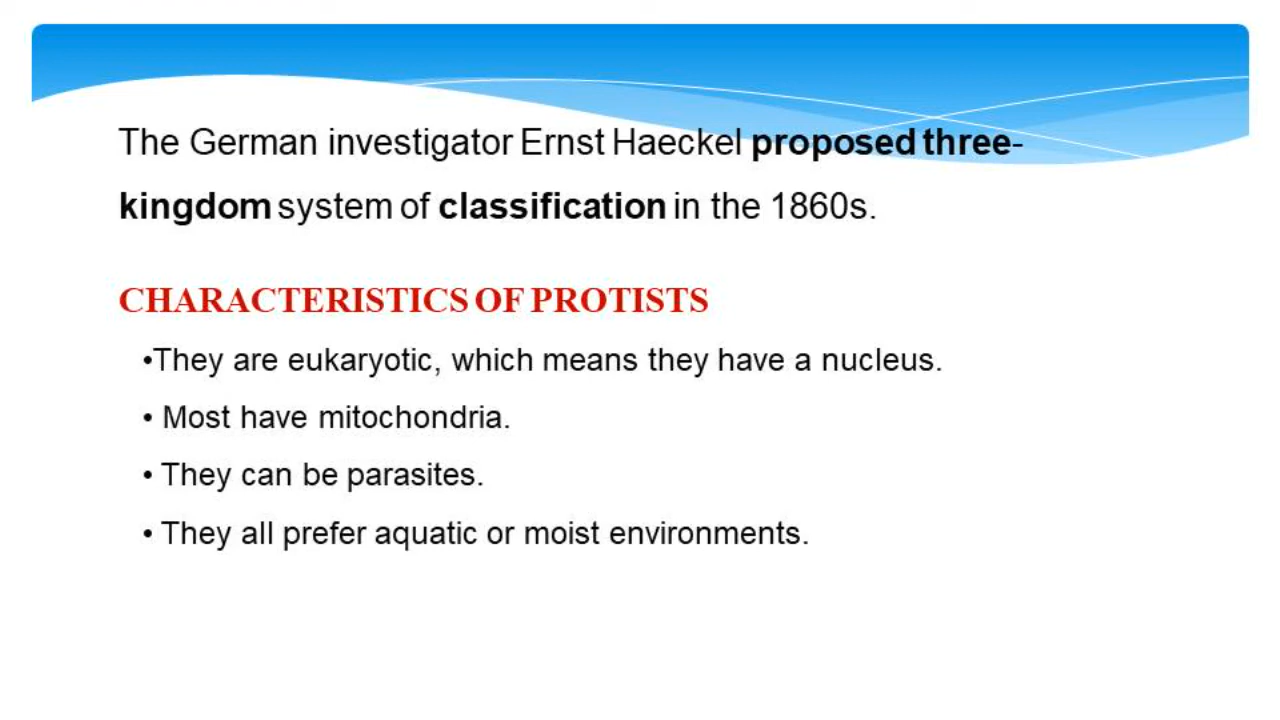 The German investigator Ernst Haeckel proposed three-
kingdom system of classification in the 1860s.
CHARACTERISTICS OF PROTISTS
•They are eukaryotic, which means they have a nucleus.
• Most have mitochondria.
• They can be parasites.
• They all prefer aquatic or moist environments.